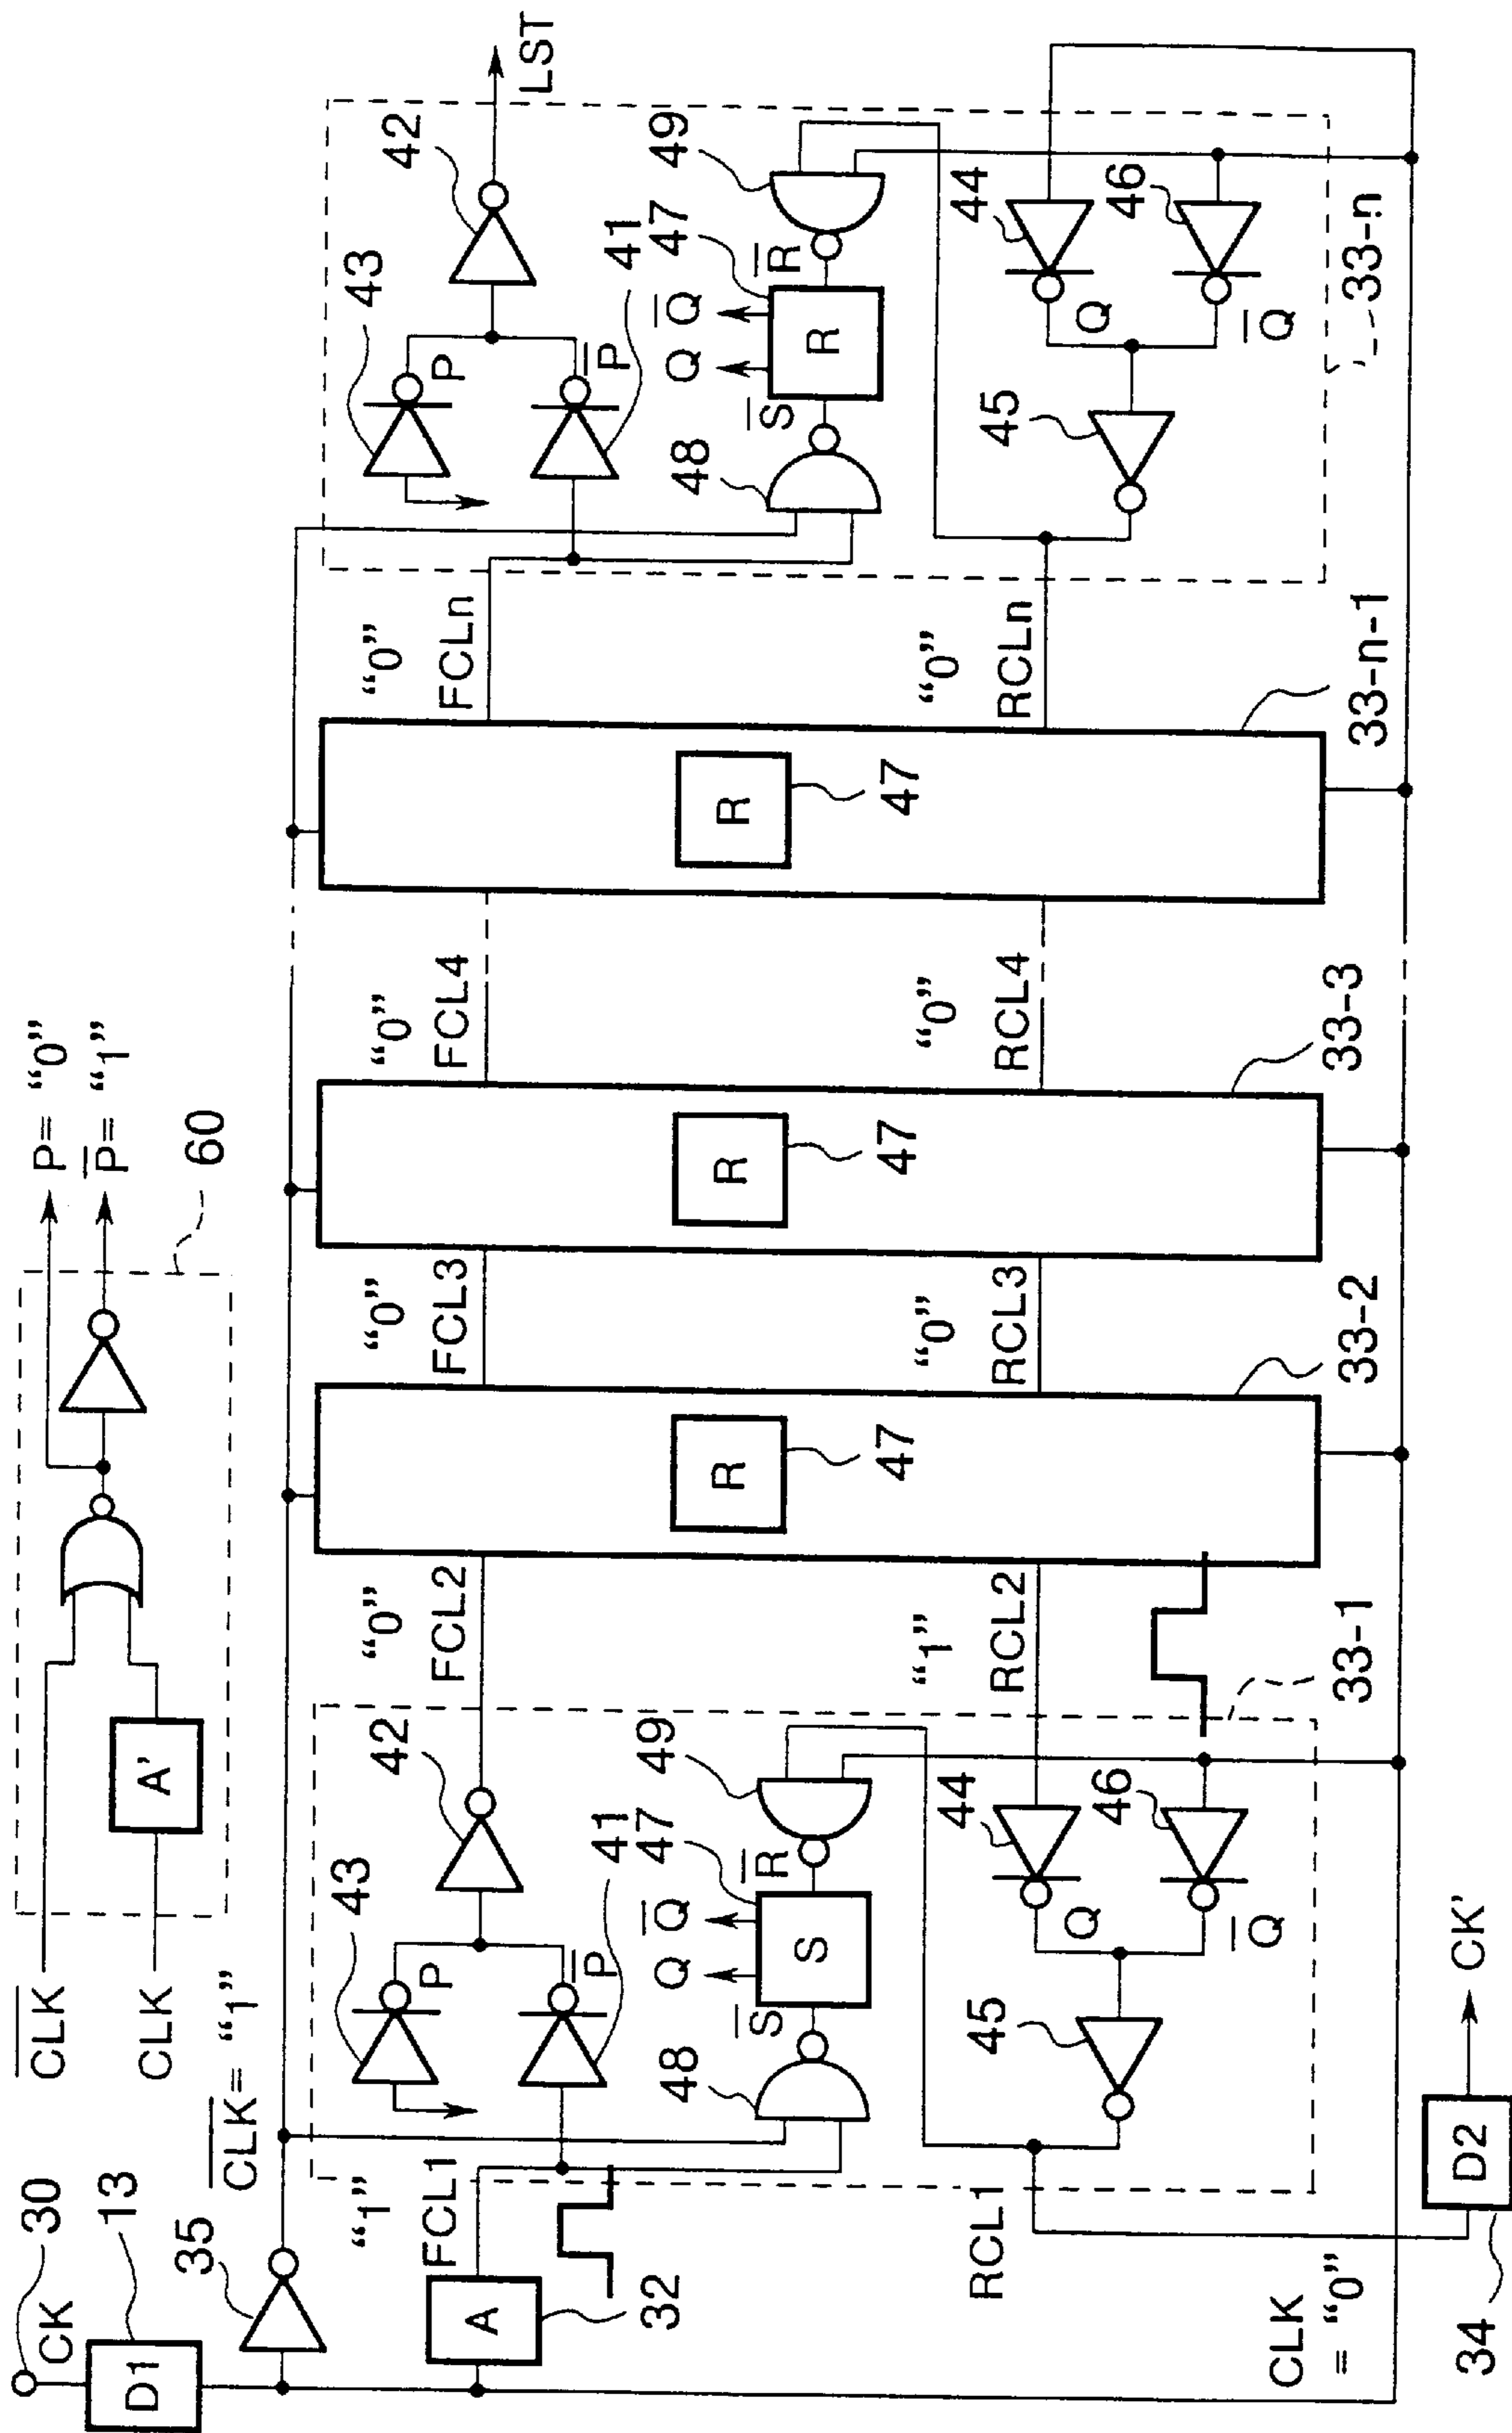 30
CK
13
D1
35
CLK = "1"
CLK
CLK
A'
P= "0"
P= "1"
60
A
32
"1"
FCL1
43
P
42
41
P
48
S
Q
Q
47
S
R
49
44
Q
46
Q
45
RCL1
33-1
"0"
FCL2
"1"
RCL2
R
47
33-2
"0"
FCL3
"0"
RCL3
R
47
33-3
"0"
FCL4
"0"
RCL4
R
47
33-n-1
"0"
FCLn
"0"
RCLn
43
P
42
LST
41
P
48
S
Q
Q
47
R
R
49
44
Q
46
Q
45
33-n
CLK
= "0"
34
D2
CK'